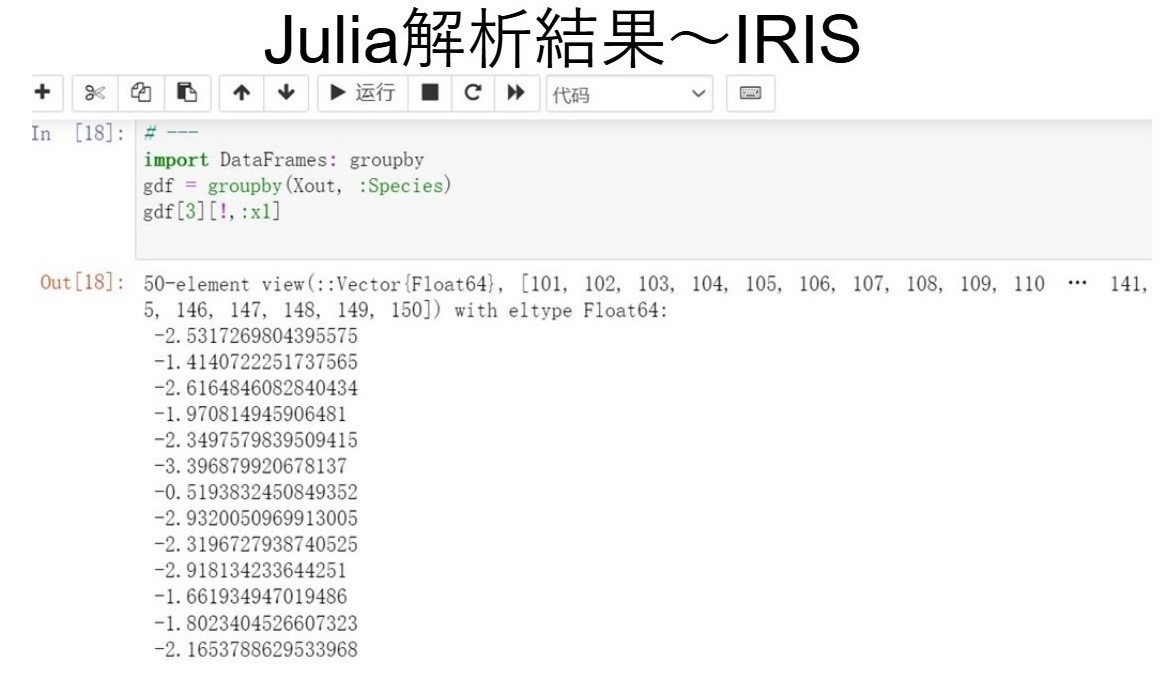 Julia解析結果～IRIS
运行
代码
In [18]: # ---
import DataFrames: groupby
gdf = groupby(Xout, :Species)
gdf[3][!,:x1]
Out[18]: 50-element view(::Vector{Float64}, [101, 102, 103, 104, 105, 106, 107, 108, 109, 110 … 141,
5, 146, 147, 148, 149, 150]) with eltype Float64:
-2.5317269804395575
-1.4140722251737565
-2.6164846082840434
-1.970814945906481
-2.3497579839509415
-3.396879920678137
-0.5193832450849352
-2.9320050969913005
-2.3196727938740525
-2.918134233644251
-1.661934947019486
-1.8023404526607323
-2.1653788629533968